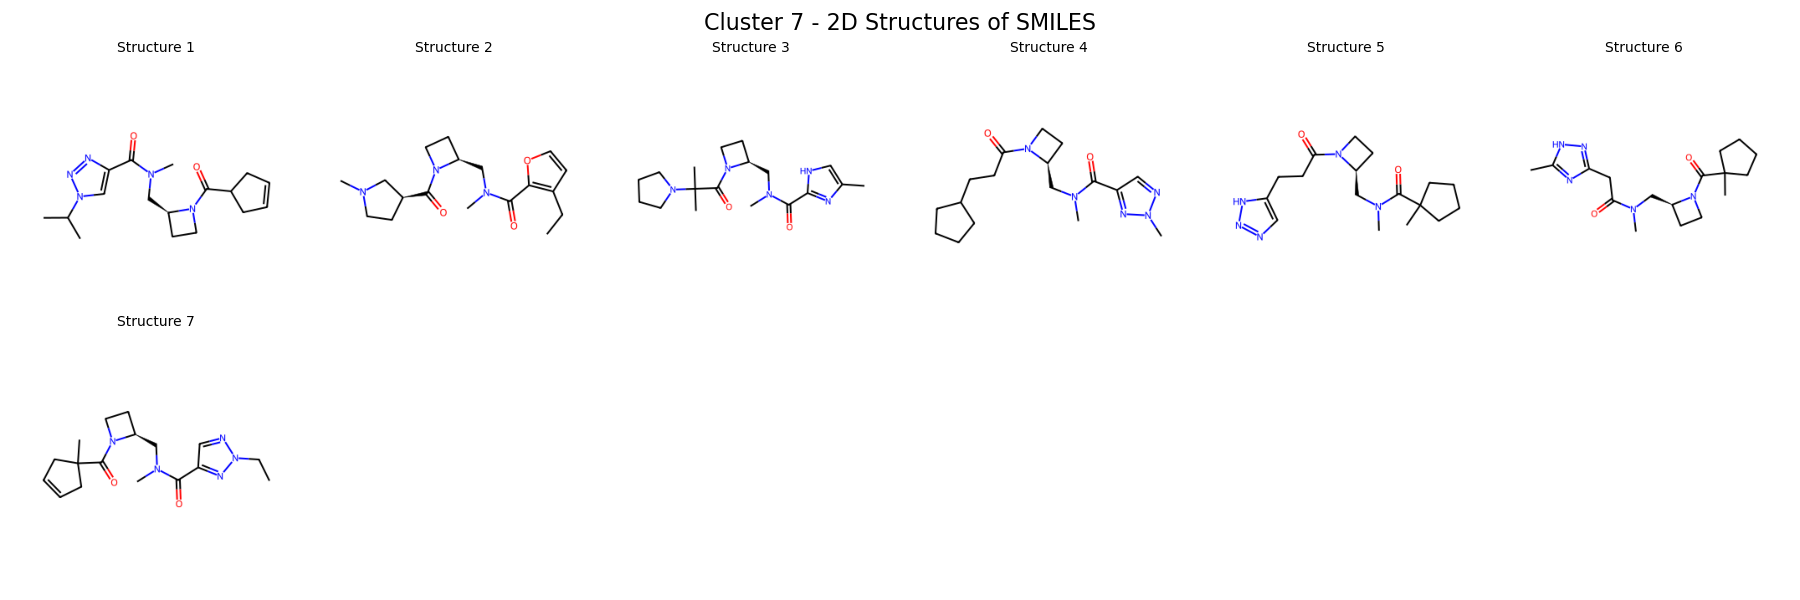 Cluster 7 - 2D Structures of SMILES
Structure 1
Structure 2
Structure 3
Structure 4
Structure 5
Structure 6
O
N
N
N
N
O
N
N
N
O
O
N
O
N
N
O
HN
N
N
O
O
N
O
N
N
N
N
O
N
O
N
HN
N
N
HN
N
N
O
N
O
N
Structure 7
N
O
N
O
N
N
N